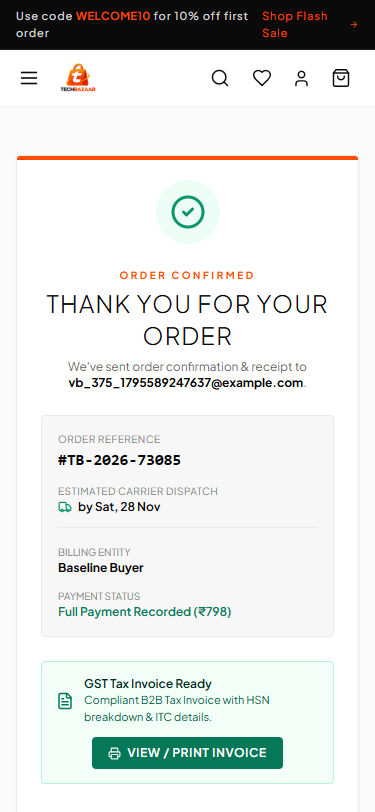 Use code WELCOME10 for 10% off first order
Shop Flash Sale →
TECHBAZAAR
ORDER CONFIRMED
THANK YOU FOR YOUR
ORDER
We've sent order confirmation & receipt to
vb_375_1795589247637@example.com.
ORDER REFERENCE
#TB-2026-73085
ESTIMATED CARRIER DISPATCH
by Sat, 28 Nov
BILLING ENTITY
Baseline Buyer
PAYMENT STATUS
Full Payment Recorded (₹798)
GST Tax Invoice Ready
Compliant B2B Tax Invoice with HSN
breakdown & ITC details.
VIEW / PRINT INVOICE